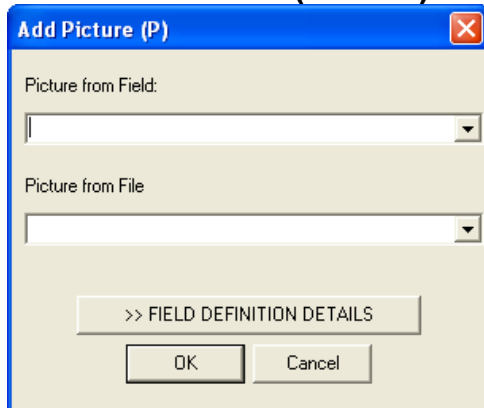 Add Picture (P)
Picture from Field:
Picture from File
>> FIELD DEFINITION DETAILS
OK Cancel